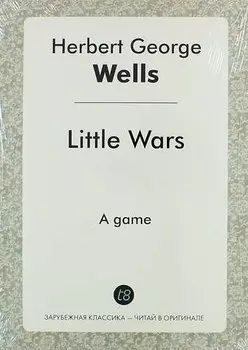 Herbert George
Wells
Little Wars
A game
t8
ЗАРУБЕЖНАЯ КЛАССИКА — ЧИТАЙ В ОРИГИНАЛЕ